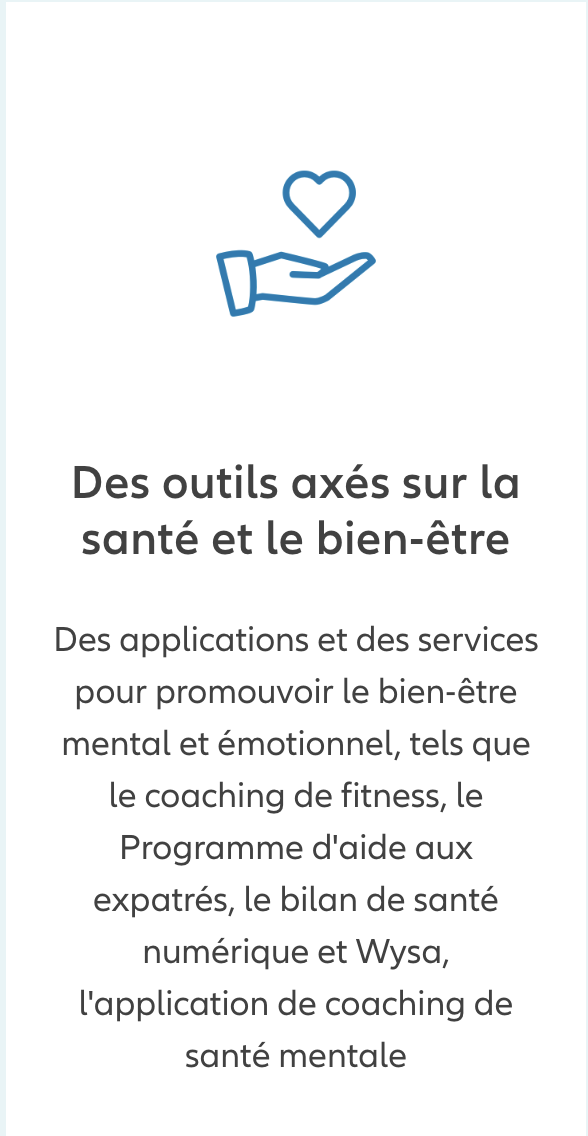 Des outils axés sur la
santé et le bien-être
Des applications et des services
pour promouvoir le bien-être
mental et émotionnel, tels que
le coaching de fitness, le
Programme d'aide aux
expatrés, le bilan de santé
numérique et Wysa,
l'application de coaching de
santé mentale